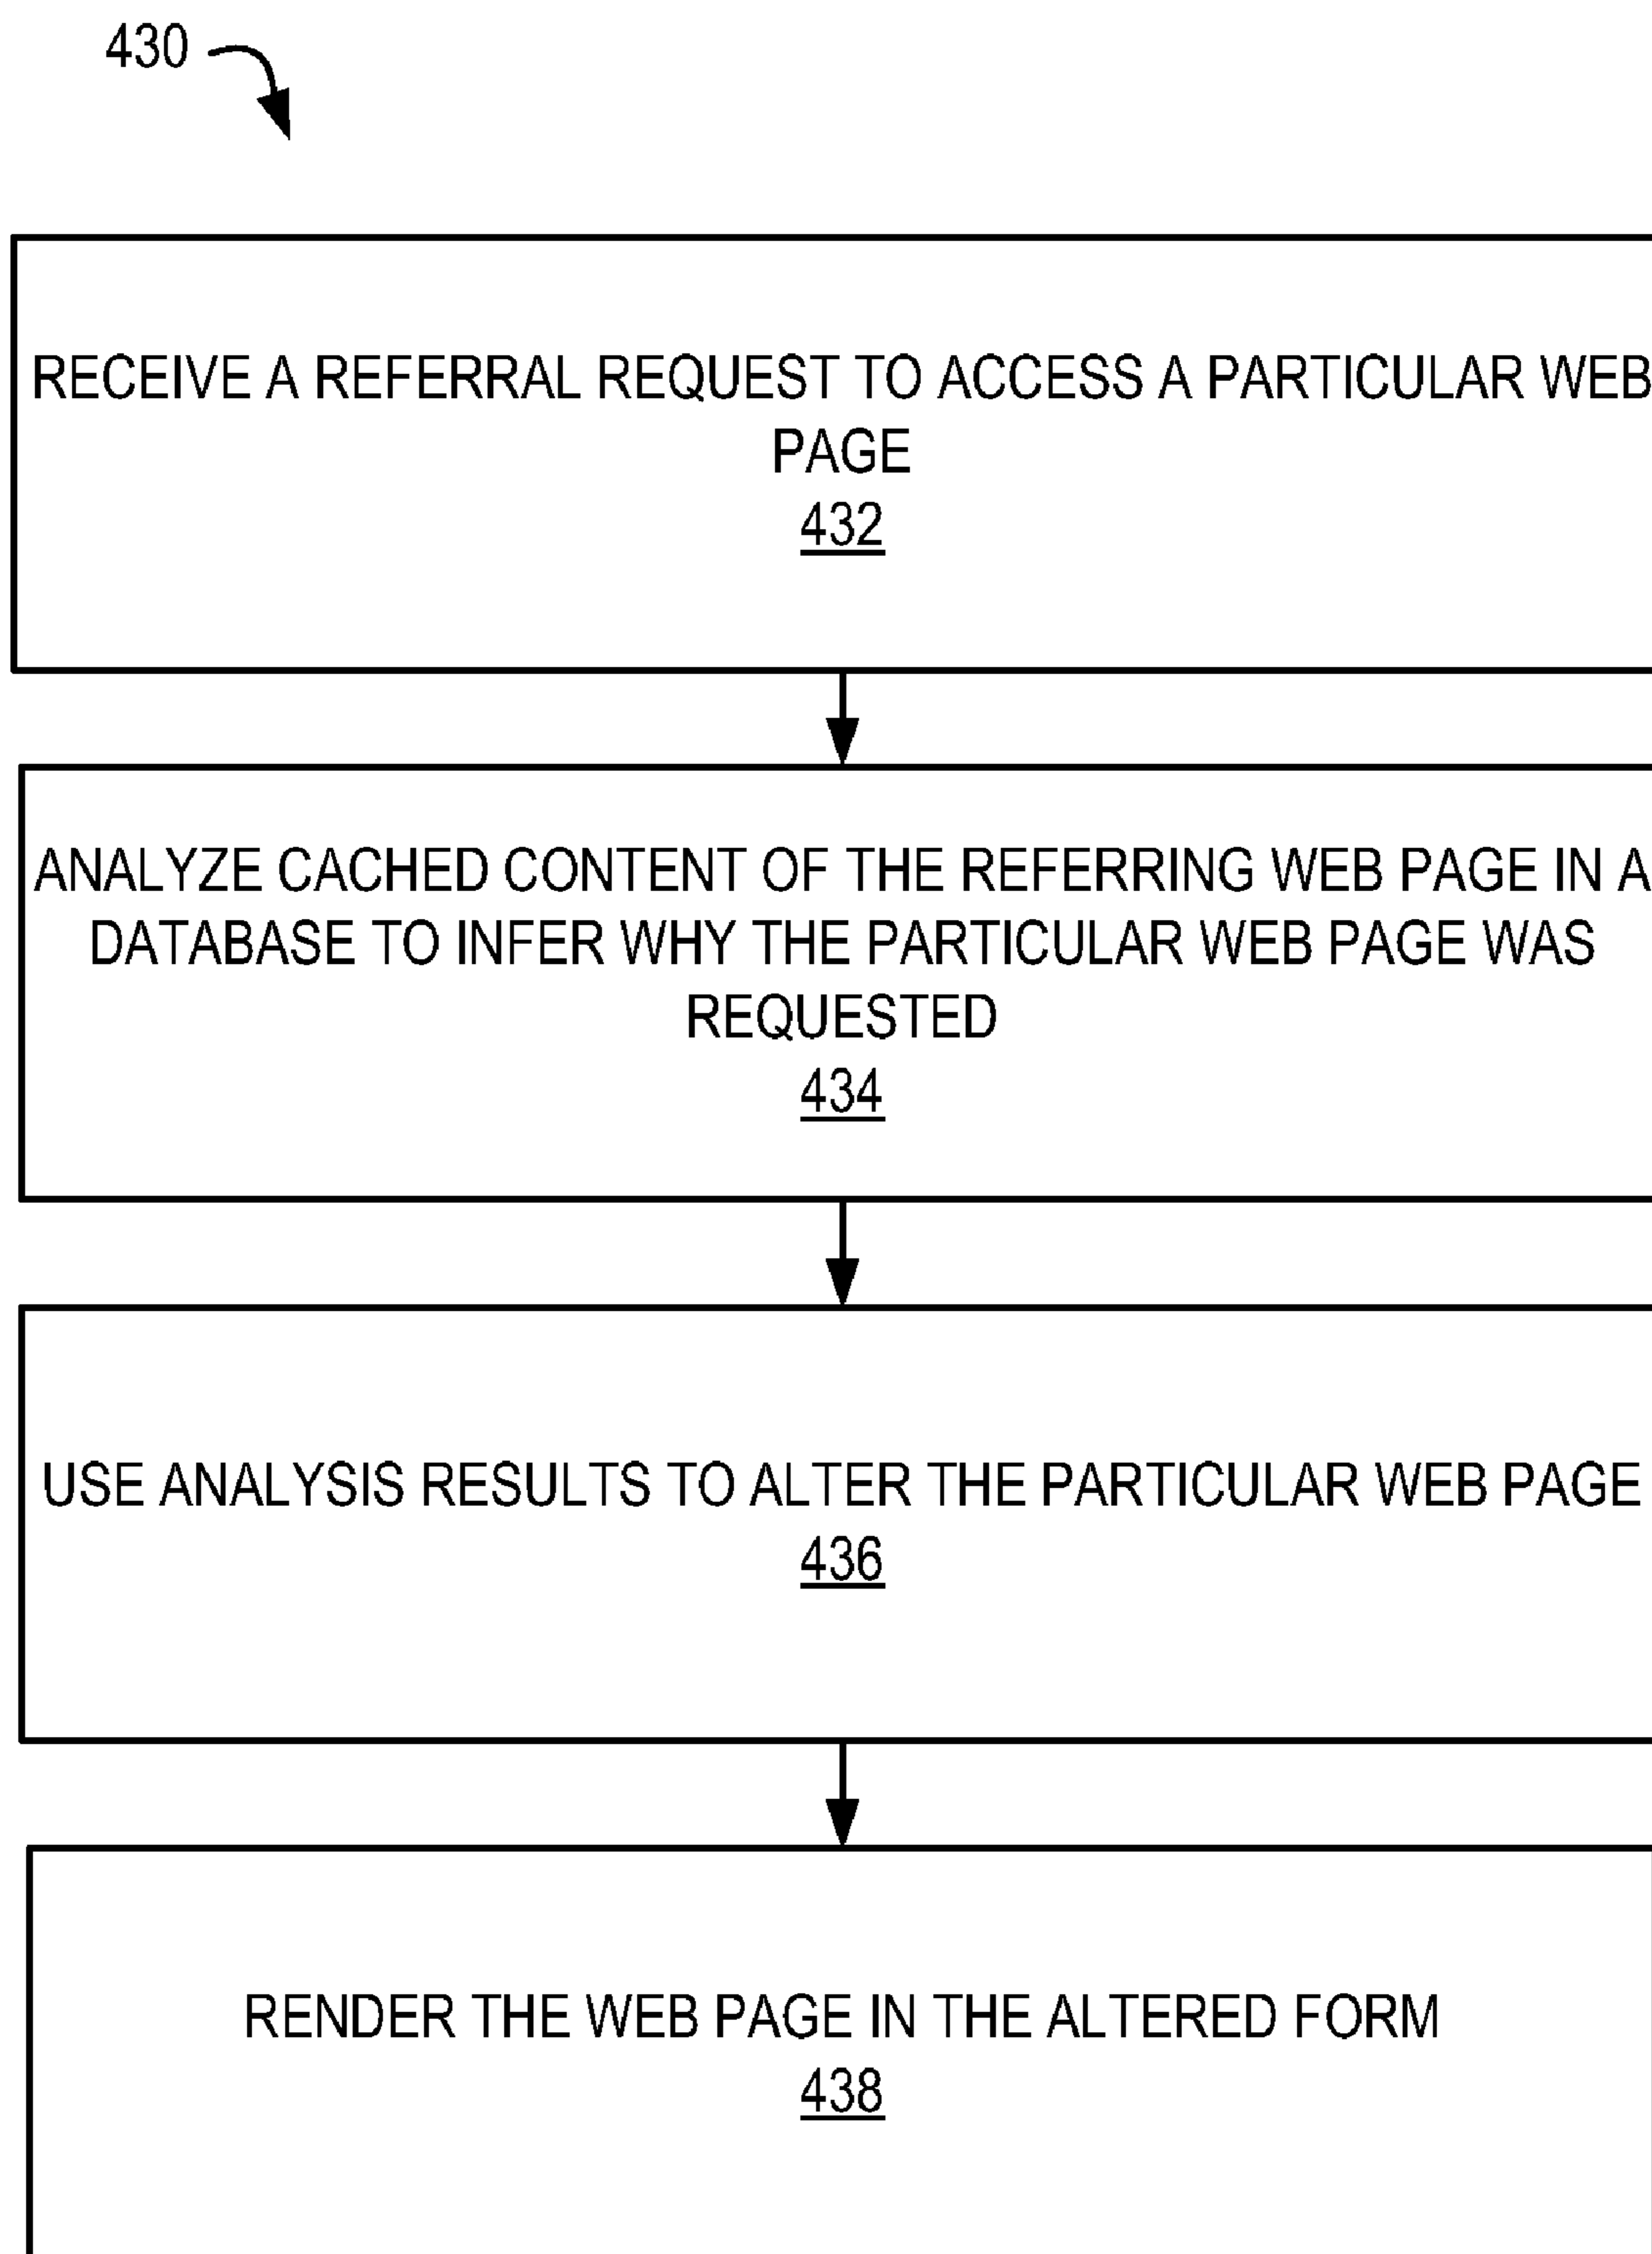 430
RECEIVE A REFERRAL REQUEST TO ACCESS A PARTICULAR WEB
PAGE
432
ANALYZE CACHED CONTENT OF THE REFERRING WEB PAGE IN A
DATABASE TO INFER WHY THE PARTICULAR WEB PAGE WAS
REQUESTED
434
USE ANALYSIS RESULTS TO ALTER THE PARTICULAR WEB PAGE
436
RENDER THE WEB PAGE IN THE ALTERED FORM
438